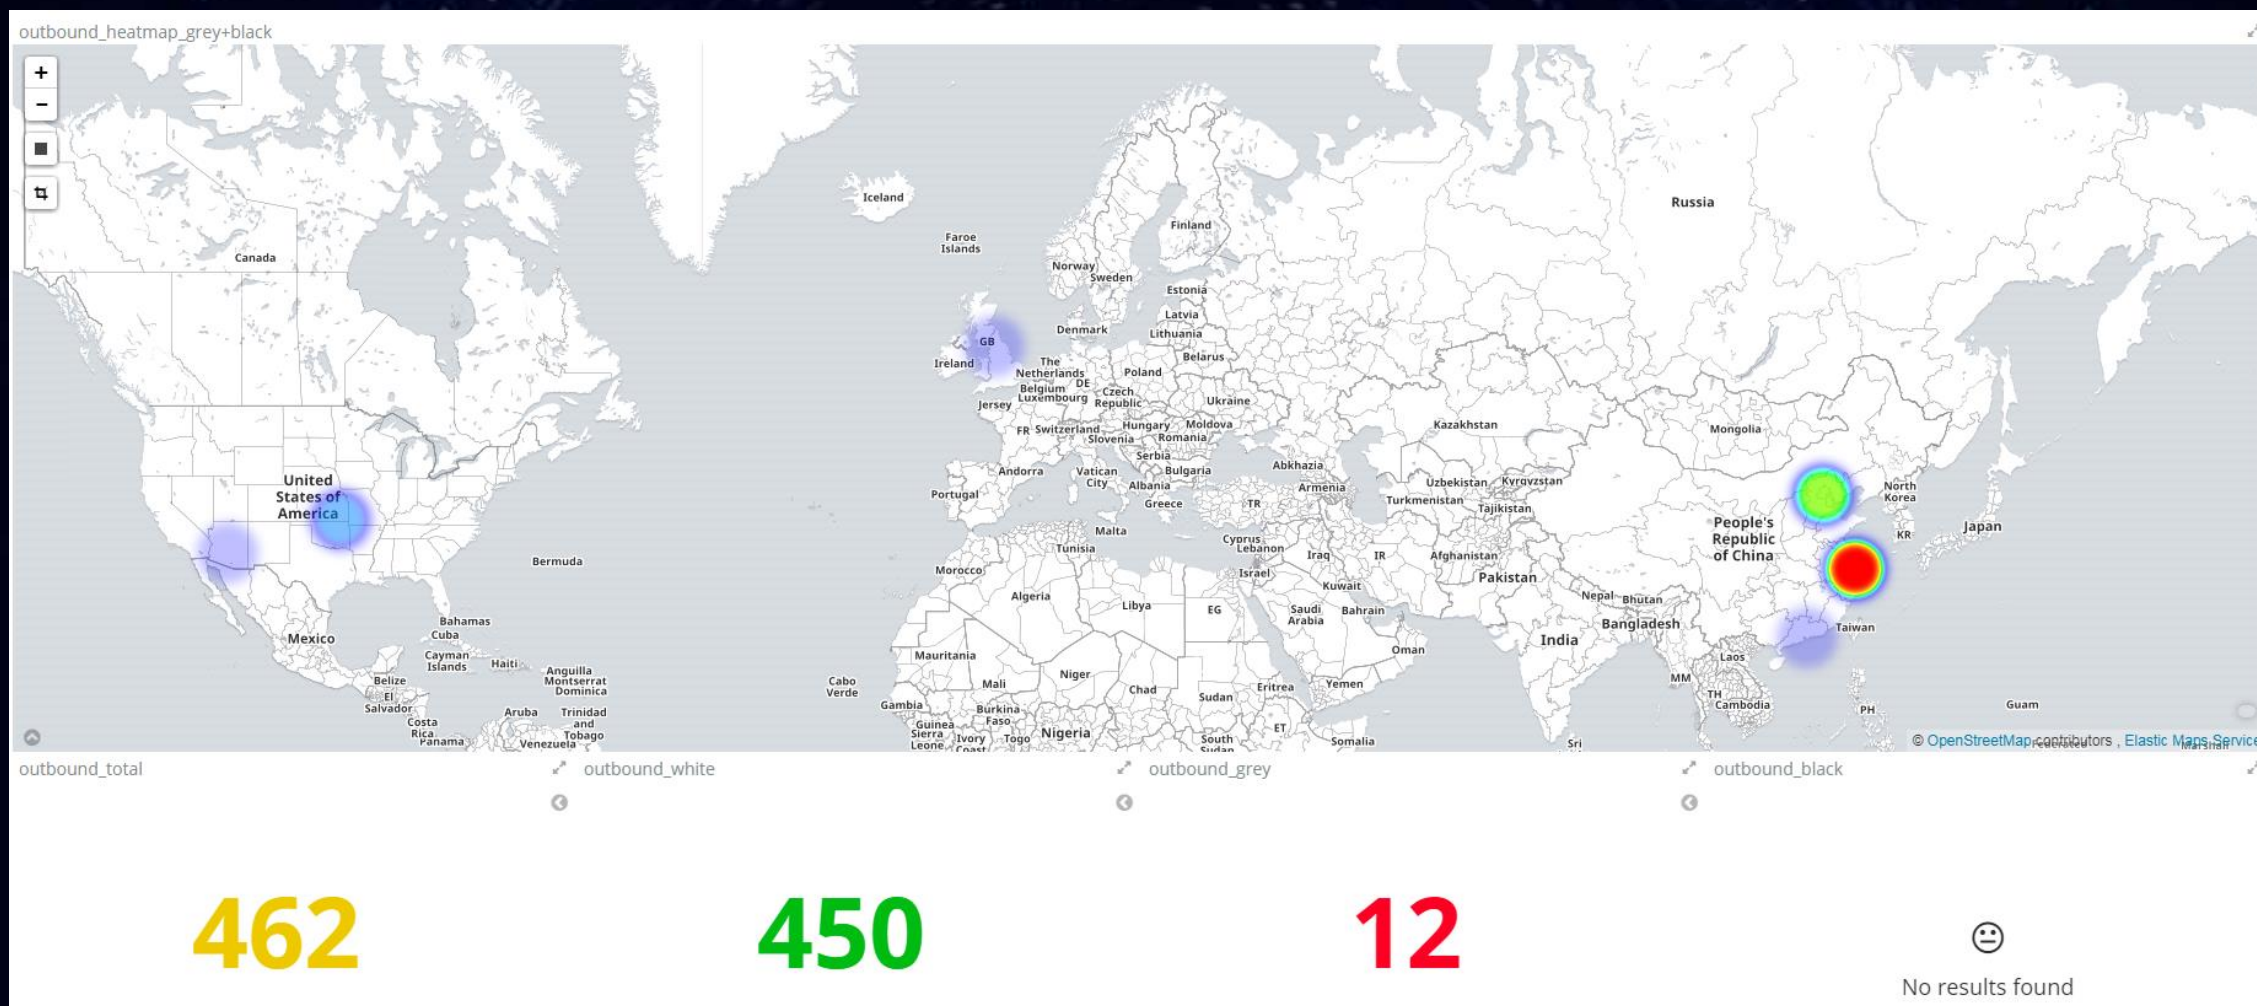 outbound_heatmap_grey+black
+
−
Iceland
Russia
Finland
Faroe
Islands
Canada
Norway
Sweden
Estonia
Latvia
Denmark
Lithuania
GB
Ireland
The
Netherlands
Belarus
Belgium
DE
Poland
Luxembourg
Czech
Republic
Jersey
Ukraine
FR
Switzerland
Hungary
Moldova
Slovenia
Romania
Kazakhstan
Mongolia
Serbia
Andorra
Vatican
City
Bulgaria
Abkhazia
United
States of
America
Portugal
Albania
Greece
TR
Armenia
Uzbekistan
Kyrgyzstan
Turkmenistan
Tajikistan
North
Korea
People's
Republic
of China
KR
Japan
Malta
Tunisia
Cyprus
Lebanon
Iraq
IR
Afghanistan
Bermuda
Morocco
Israel
Kuwait
Pakistan
Algeria
Libya
EG
Saudi
Arabia
Bahrain
Nepal
Bhutan
Bahamas
Cuba
Mexico
Bangladesh
Taiwan
India
Cayman
Islands
Haiti
Anguilla
Montserrat
Dominica
Mauritania
Oman
Laos
Belize
El
Salvador
Cabo
Verde
Mali
Niger
Chad
Sudan
Eritrea
Yemen
MM
TH
Cambodia
Gambia
Burkina
Faso
Aruba
Trinidad
and
Tobago
Costa
Rica
Panama
Venezuela
Guinea
Sierra
Leone
Ivory
Coast
Togo
Nigeria
South
Sudan
ET
Somalia
Sri
PH
Guam
© OpenStreetMap contributors , Elastic Maps Service
outbound_total
outbound_white
outbound_grey
outbound_black
462
450
12
No results found